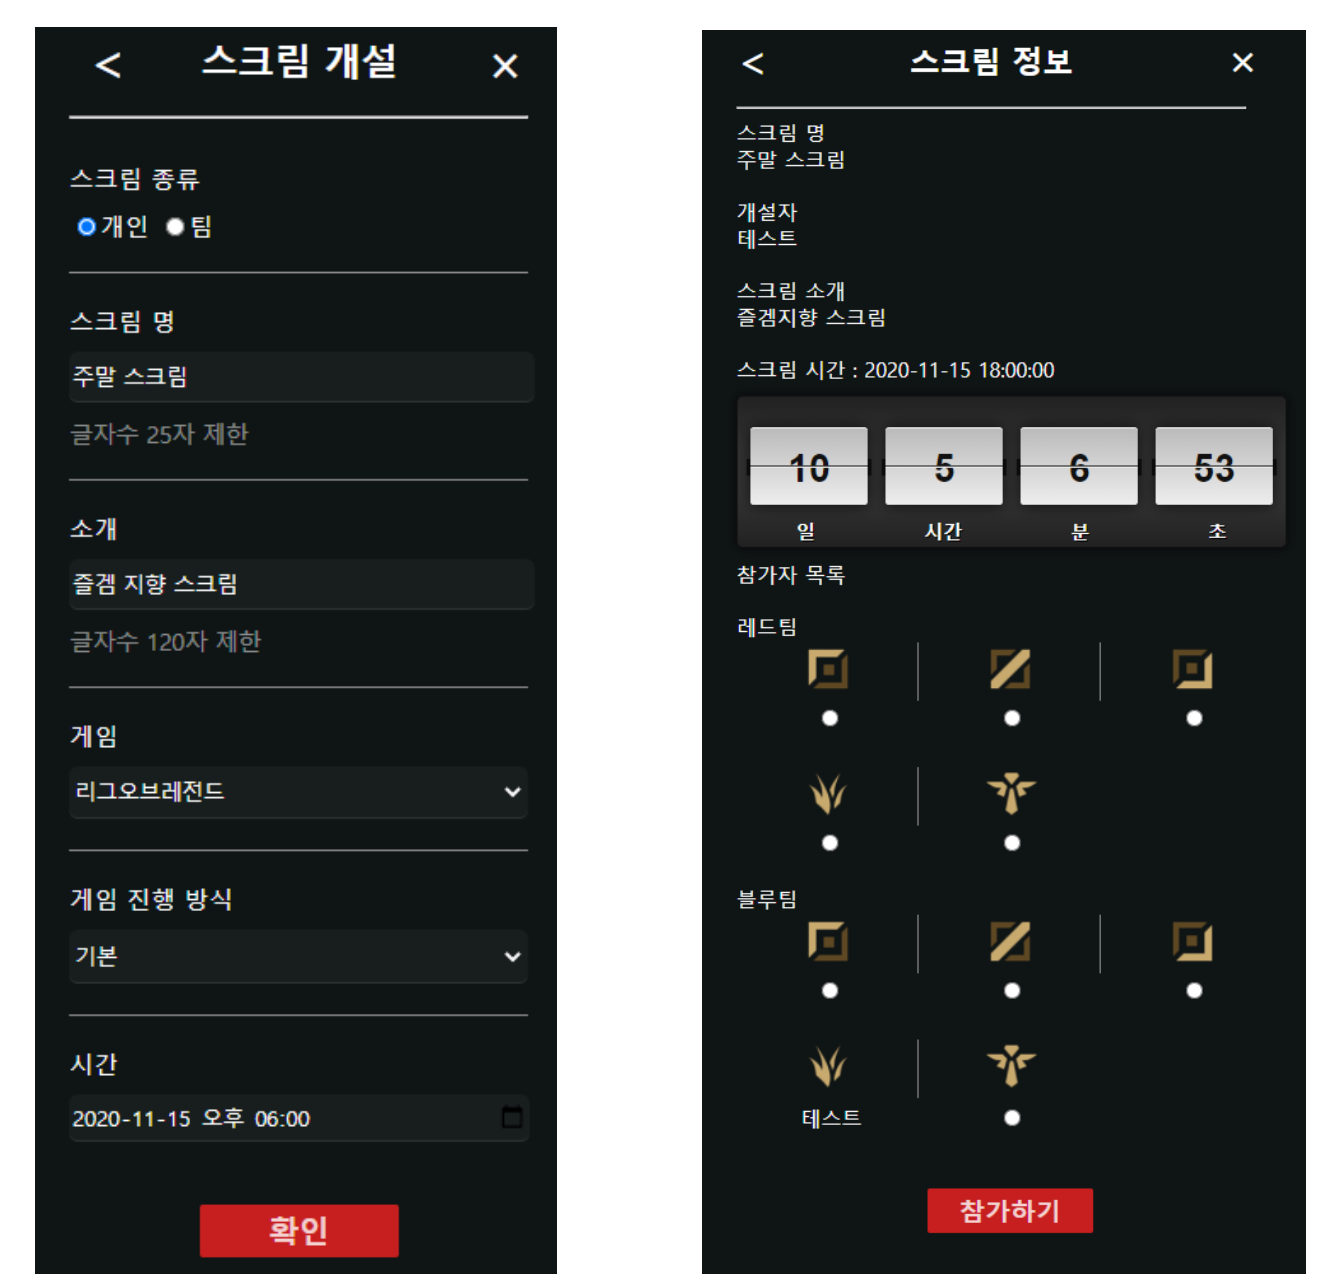 < 스크림 개설 ×
스크림 종류
개인 팀
스크림 명
주말 스크림
글자수 25자 제한
소개
즐겜 지향 스크림
글자수 120자 제한
게임
리그오브레전드
게임 진행 방식
기본
시간
2020-11-15 오후 06:00
확인
< 스크림 정보 ×
스크림 명
주말 스크림
개설자
테스트
스크림 소개
즐겜지향 스크림
스크림 시간 : 2020-11-15 18:00:00
10 5 6 53
일 시간 분 초
참가자 목록
레드팀
블루팀
테스트
참가하기